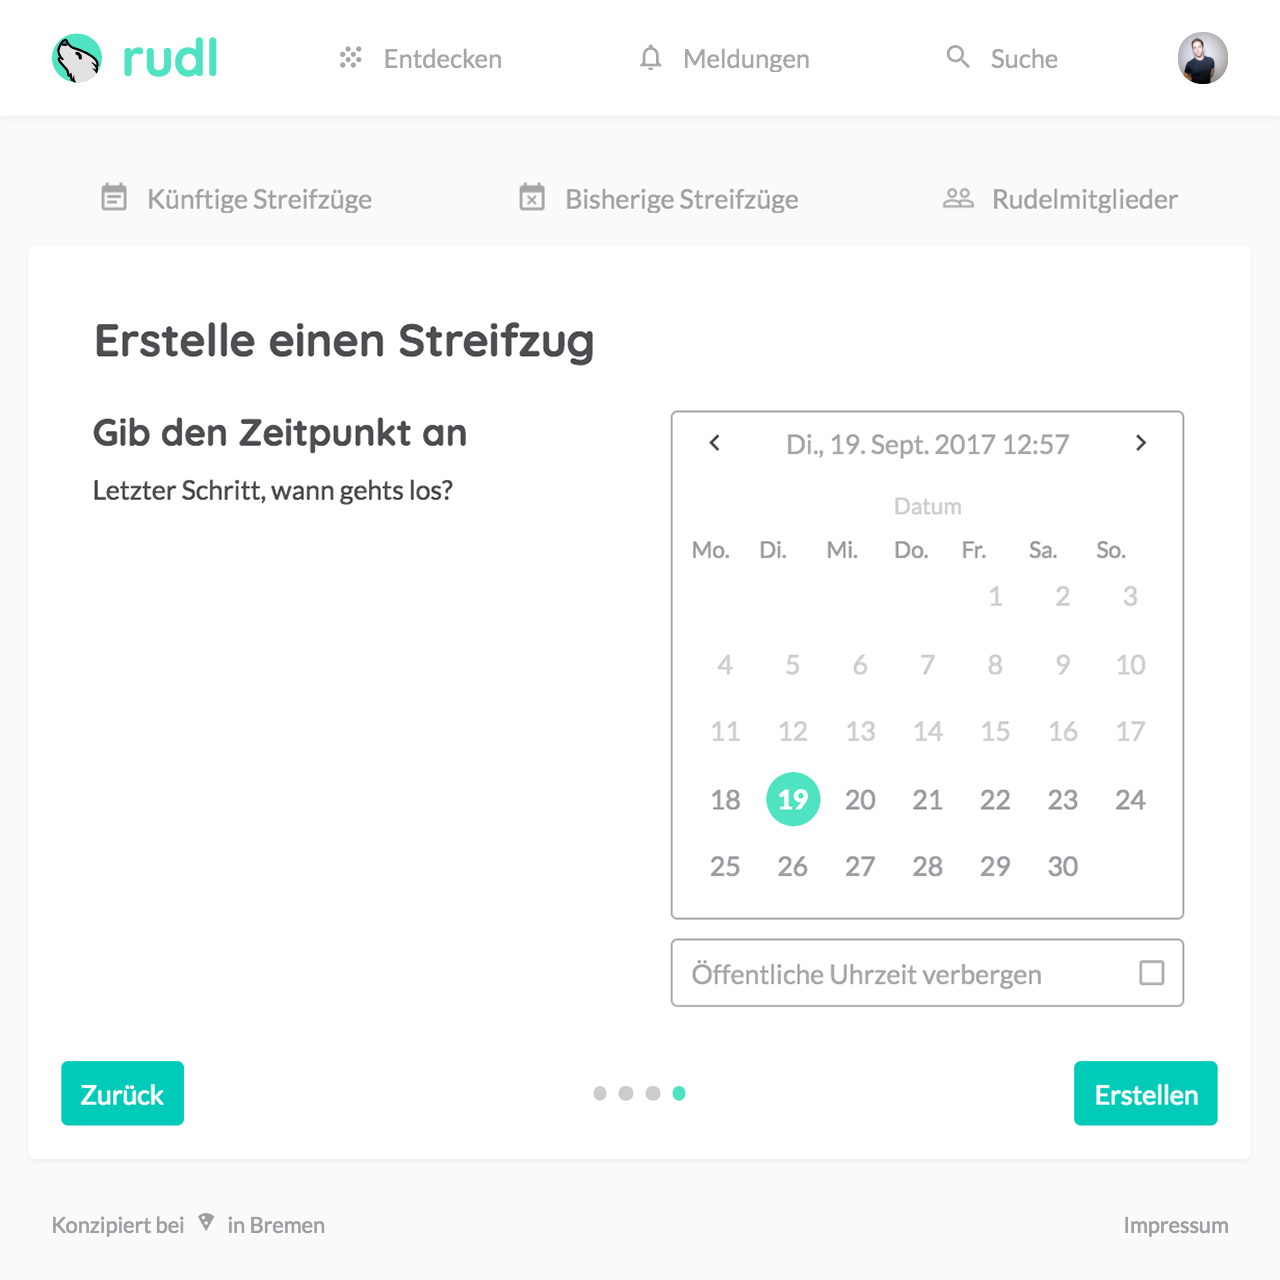 rudl
Entdecken
Meldungen
Suche
Künftige Streifzüge
Bisherige Streifzüge
Rudelmitglieder
Erstelle einen Streifzug
Gib den Zeitpunkt an
Letzter Schritt, wann gehts los?
Di., 19. Sept. 2017 12:57
Datum
Mo. Di. Mi. Do. Fr. Sa. So.
1 2 3
4 5 6 7 8 9 10
11 12 13 14 15 16 17
18 19 20 21 22 23 24
25 26 27 28 29 30
Öffentliche Uhrzeit verbergen
Zurück
Erstellen
Konzipiert bei in Bremen
Impressum